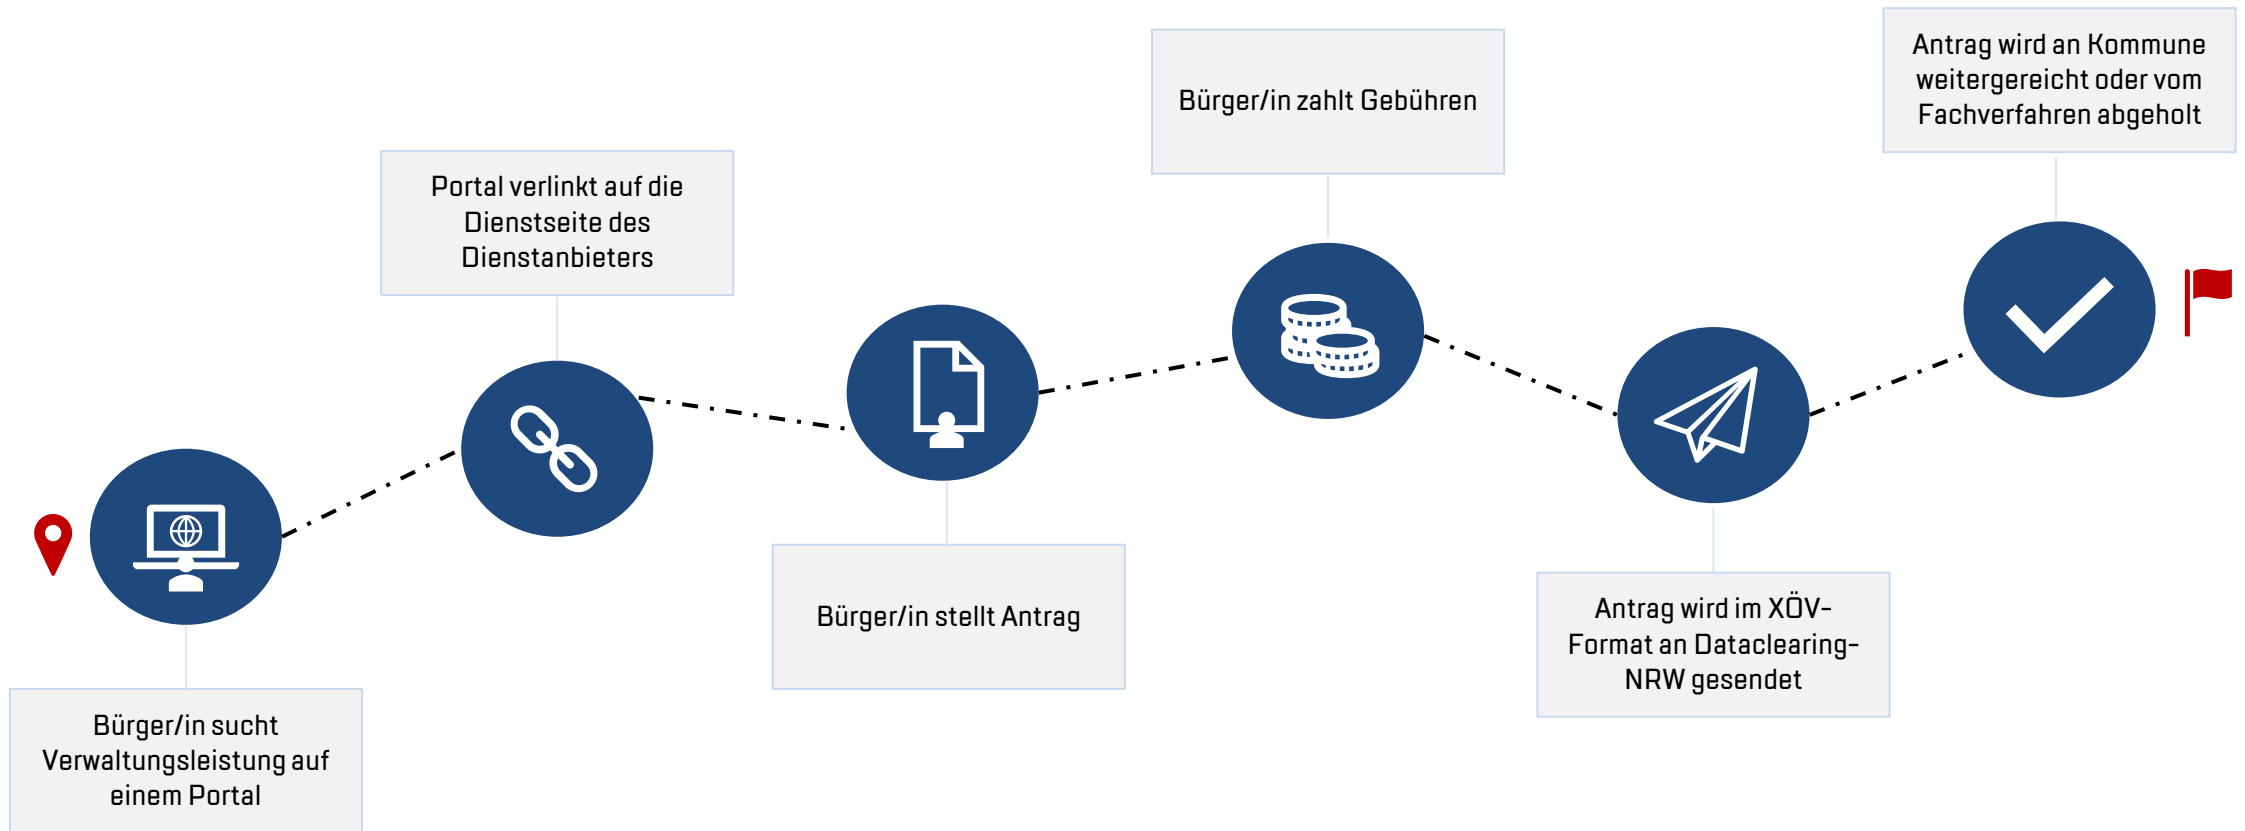 Bürger/in sucht
Verwaltungsleistung auf
einem Portal
Portal verlinkt auf die
Dienstseite des
Dienstanbieters
Bürger/in stellt Antrag
Bürger/in zahlt Gebühren
Antrag wird im XÖV-
Format an Dataclearing-
NRW gesendet
Antrag wird an Kommune
weitergereicht oder vom
Fachverfahren abgeholt